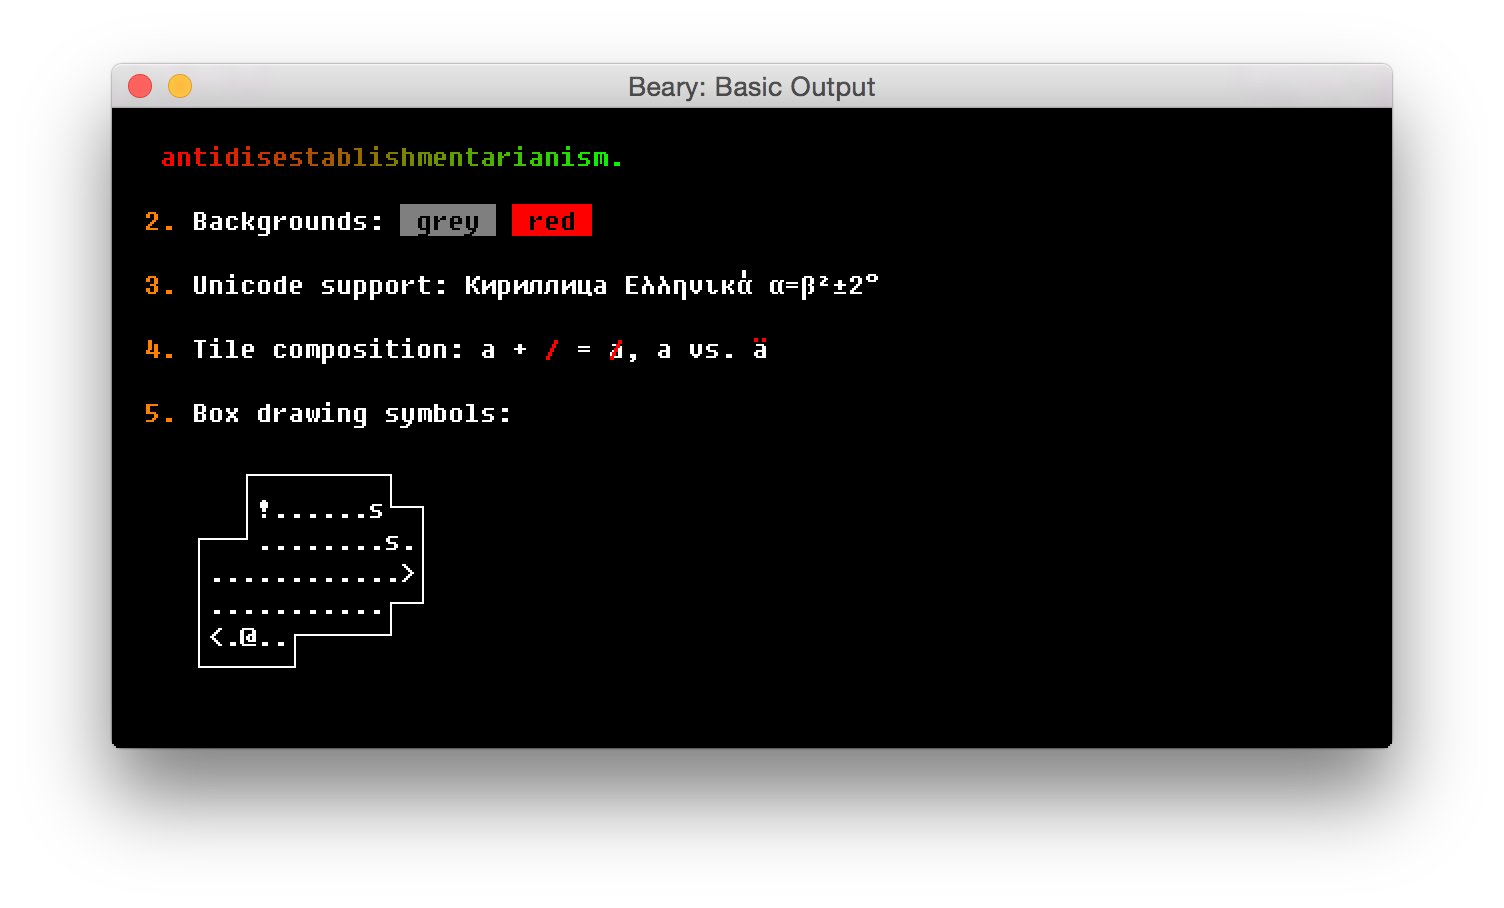 Beary: Basic Output
antidisestablishmentarianism.
2. Backgrounds: grey red
3. Unicode support: Кириллица Ελληνικά α=β²±2°
4. Tile composition: a + / = a̸, a vs. ä
5. Box drawing symbols:
!......s
........s.
............>
...........
<.@..